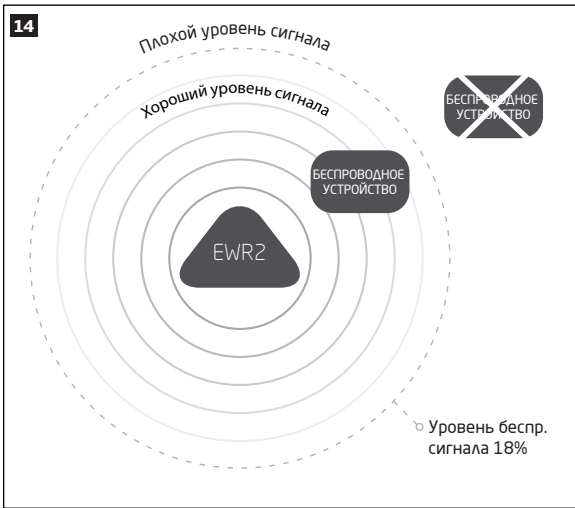 14
Плохой уровень сигнала
Хороший уровень сигнала
БЕСПРОВОДНОЕ
УСТРОЙСТВО
БЕСПРОВОДНОЕ
УСТРОЙСТВО
EWR2
Уровень беспр.
сигнала 18%